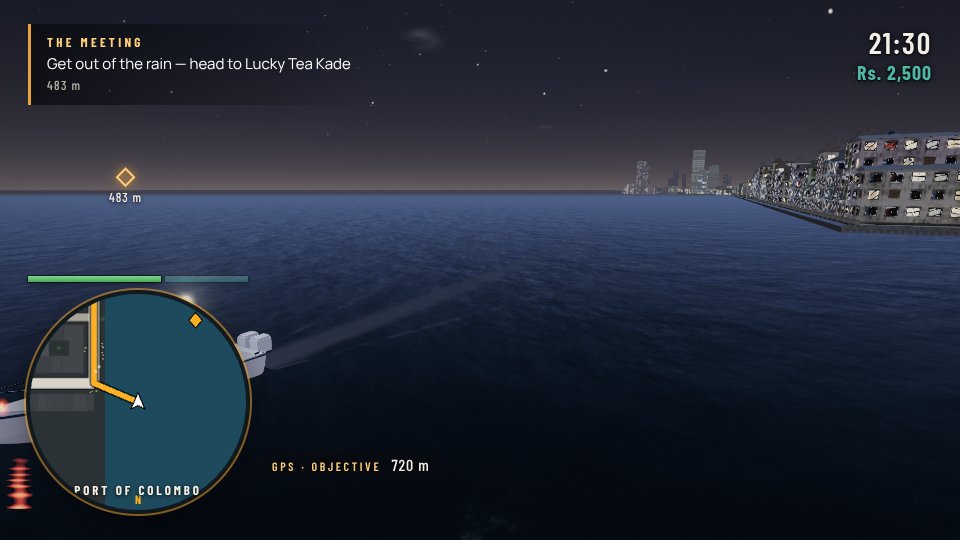 THE MEETING
Get out of the rain — head to Lucky Tea Kade
483 m
21:30
Rs. 2,500
483 m
GPS · OBJECTIVE 720 m
PORT OF COLOMBO
N